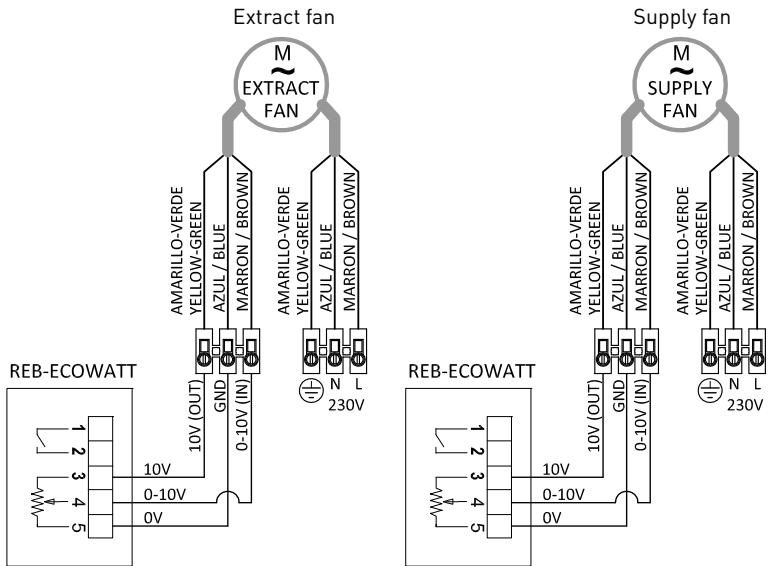 Extract fan
M
~
EXTRACT
FAN
AMARILLO-VERDE
YELLOW-GREEN
AZUL / BLUE
MARRON / BROWN
AMARILLO-VERDE
YELLOW-GREEN
AZUL / BLUE
MARRON / BROWN
10V (OUT)
GND
0-10V (IN)
N L
230V
REB-ECOWATT
1
2
3
4
5
10V
0-10V
0V
Supply fan
M
~
SUPPLY
FAN
AMARILLO-VERDE
YELLOW-GREEN
AZUL / BLUE
MARRON / BROWN
AMARILLO-VERDE
YELLOW-GREEN
AZUL / BLUE
MARRON / BROWN
10V (OUT)
GND
0-10V (IN)
N L
230V
REB-ECOWATT
1
2
3
4
5
10V
0-10V
0V